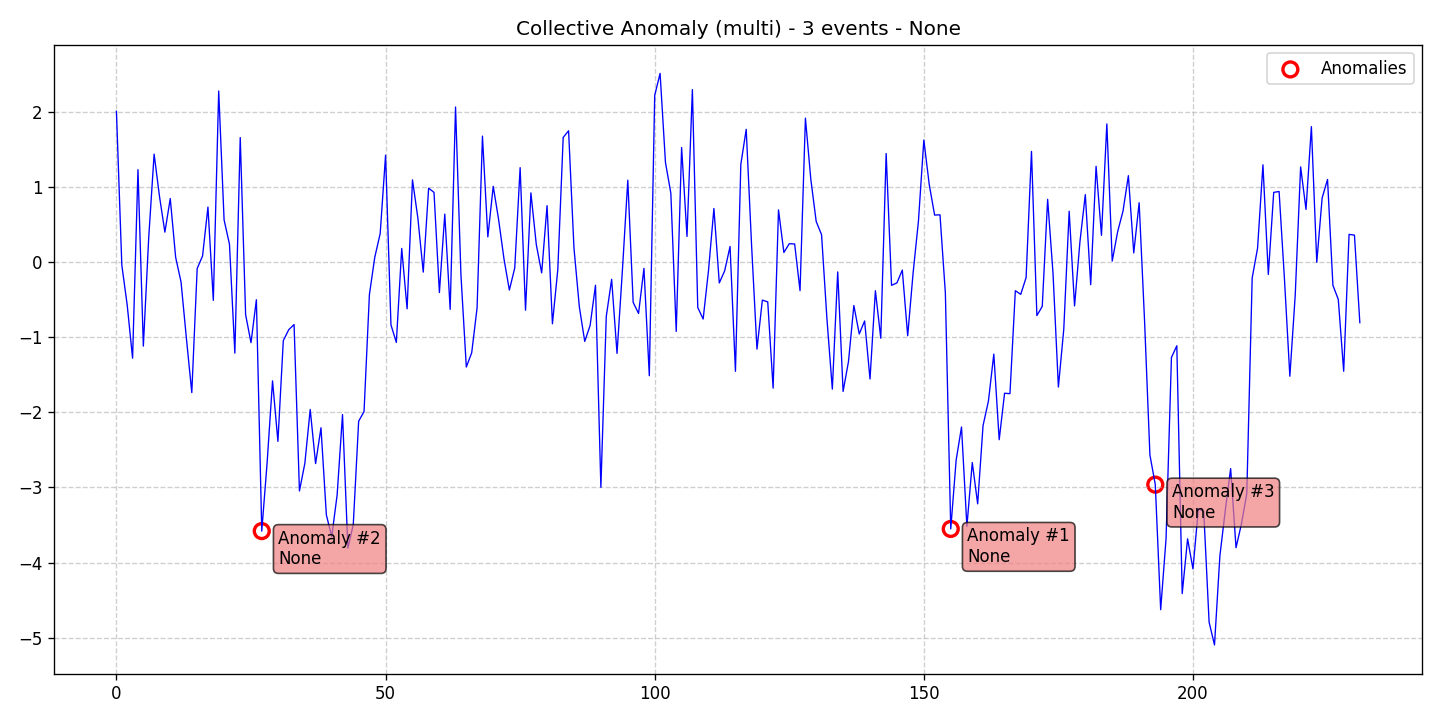 Collective Anomaly (multi) - 3 events - None
Anomalies
2
1
0
−1
−2
−3
−4
−5
Anomaly #2
None
Anomaly #1
None
Anomaly #3
None
0
50
100
150
200